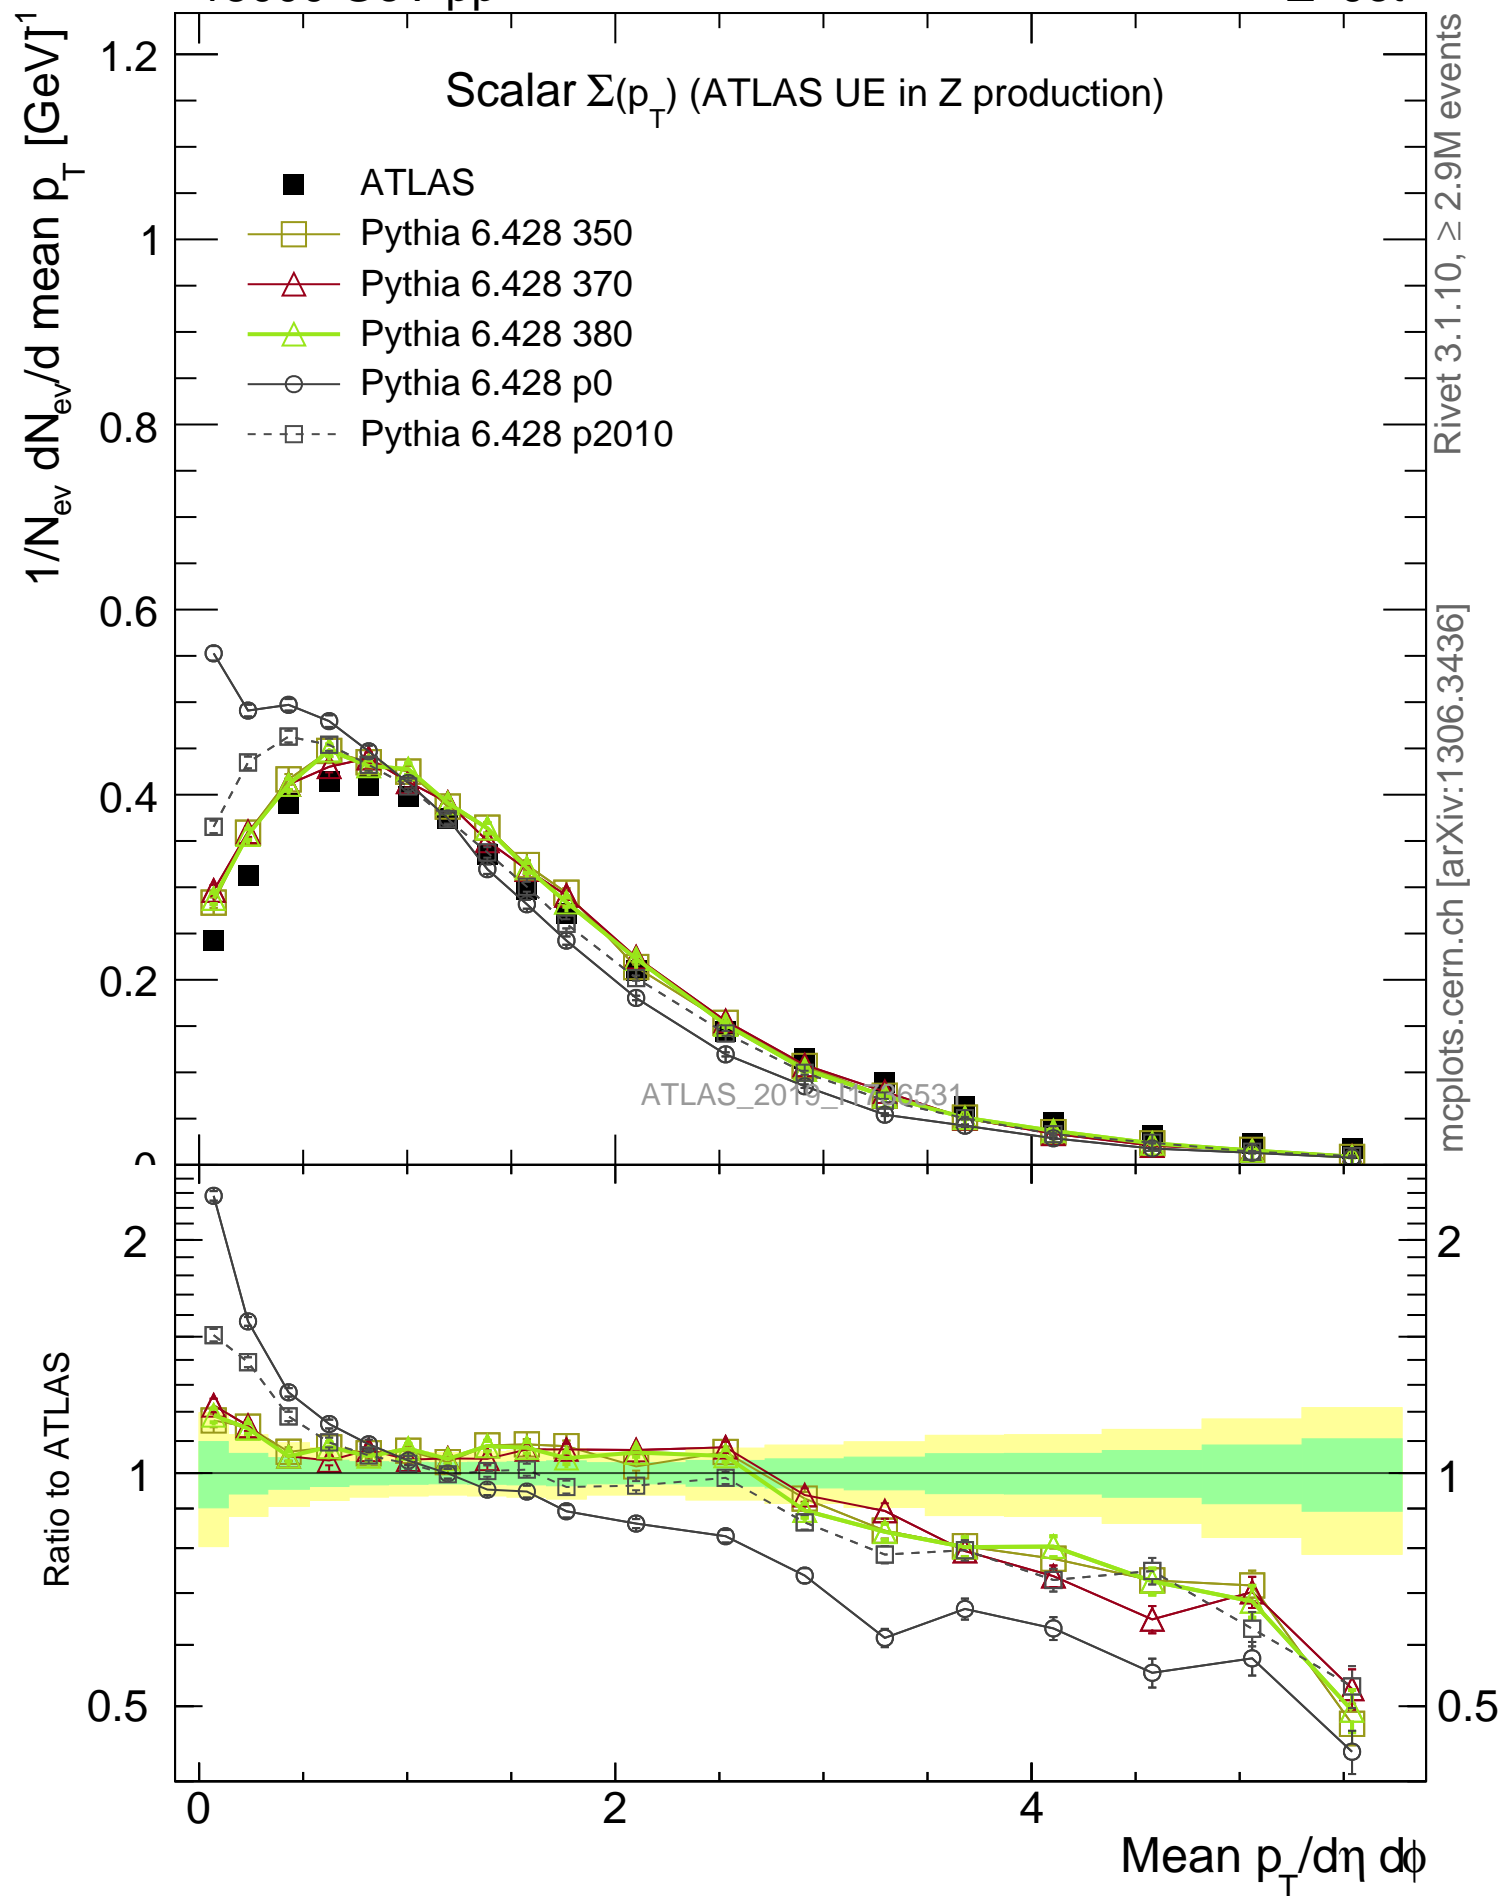 Scalar Σ(p_T) (ATLAS UE in Z production)
ATLAS
Pythia 6.428 350
Pythia 6.428 370
Pythia 6.428 380
Pythia 6.428 p0
Pythia 6.428 p2010
1/N_ev dN_ev/d mean p_T [GeV]^-1
1.2
1
0.8
0.6
0.4
0.2
0
ATLAS_2019_I1736531
Rivet 3.1.10, ≥ 2.9M events
mcplots.cern.ch [arXiv:1306.3436]
Ratio to ATLAS
2
1
0.5
2
1
0.5
0
2
4
Mean p_T/dη dϕ